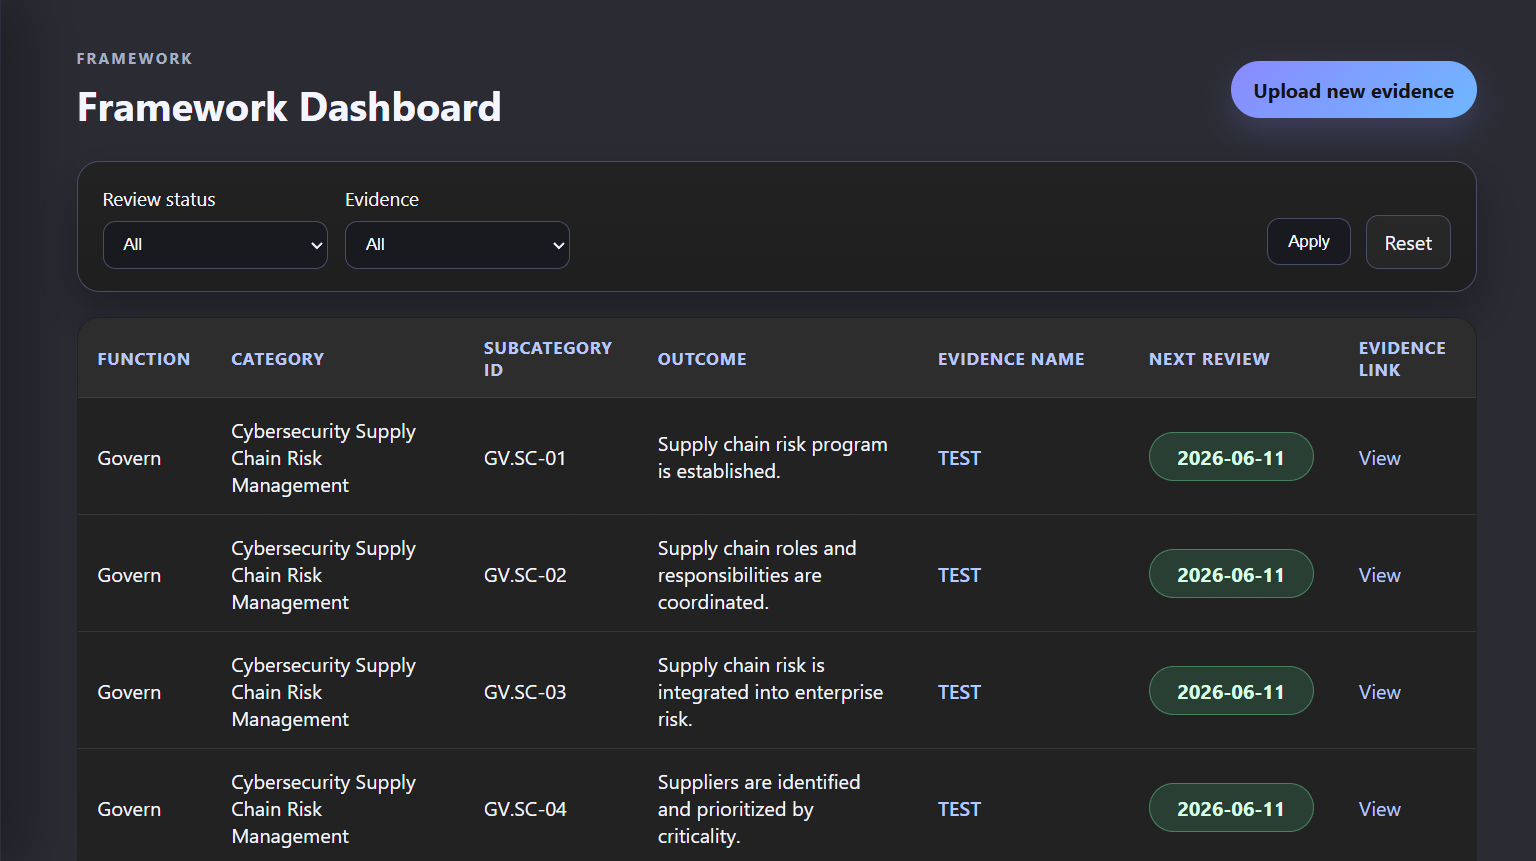 FRAMEWORK
Framework Dashboard
Upload new evidence
Review status
Evidence
All
All
Apply
Reset
FUNCTION
CATEGORY
SUBCATEGORY
ID
OUTCOME
EVIDENCE NAME
NEXT REVIEW
EVIDENCE
LINK
Govern
Cybersecurity Supply
Chain Risk
Management
GV.SC-01
Supply chain risk program
is established.
TEST
2026-06-11
View
Govern
Cybersecurity Supply
Chain Risk
Management
GV.SC-02
Supply chain roles and
responsibilities are
coordinated.
TEST
2026-06-11
View
Govern
Cybersecurity Supply
Chain Risk
Management
GV.SC-03
Supply chain risk is
integrated into enterprise
risk.
TEST
2026-06-11
View
Govern
Cybersecurity Supply
Chain Risk
Management
GV.SC-04
Suppliers are identified
and prioritized by
criticality.
TEST
2026-06-11
View